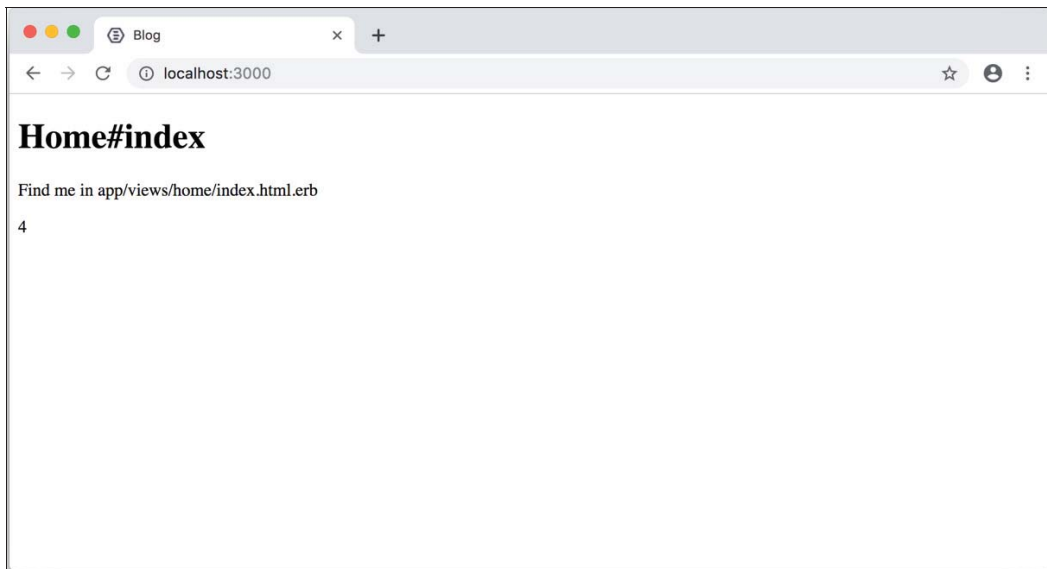 Blog
localhost:3000
Home#index
Find me in app/views/home/index.html.erb
4